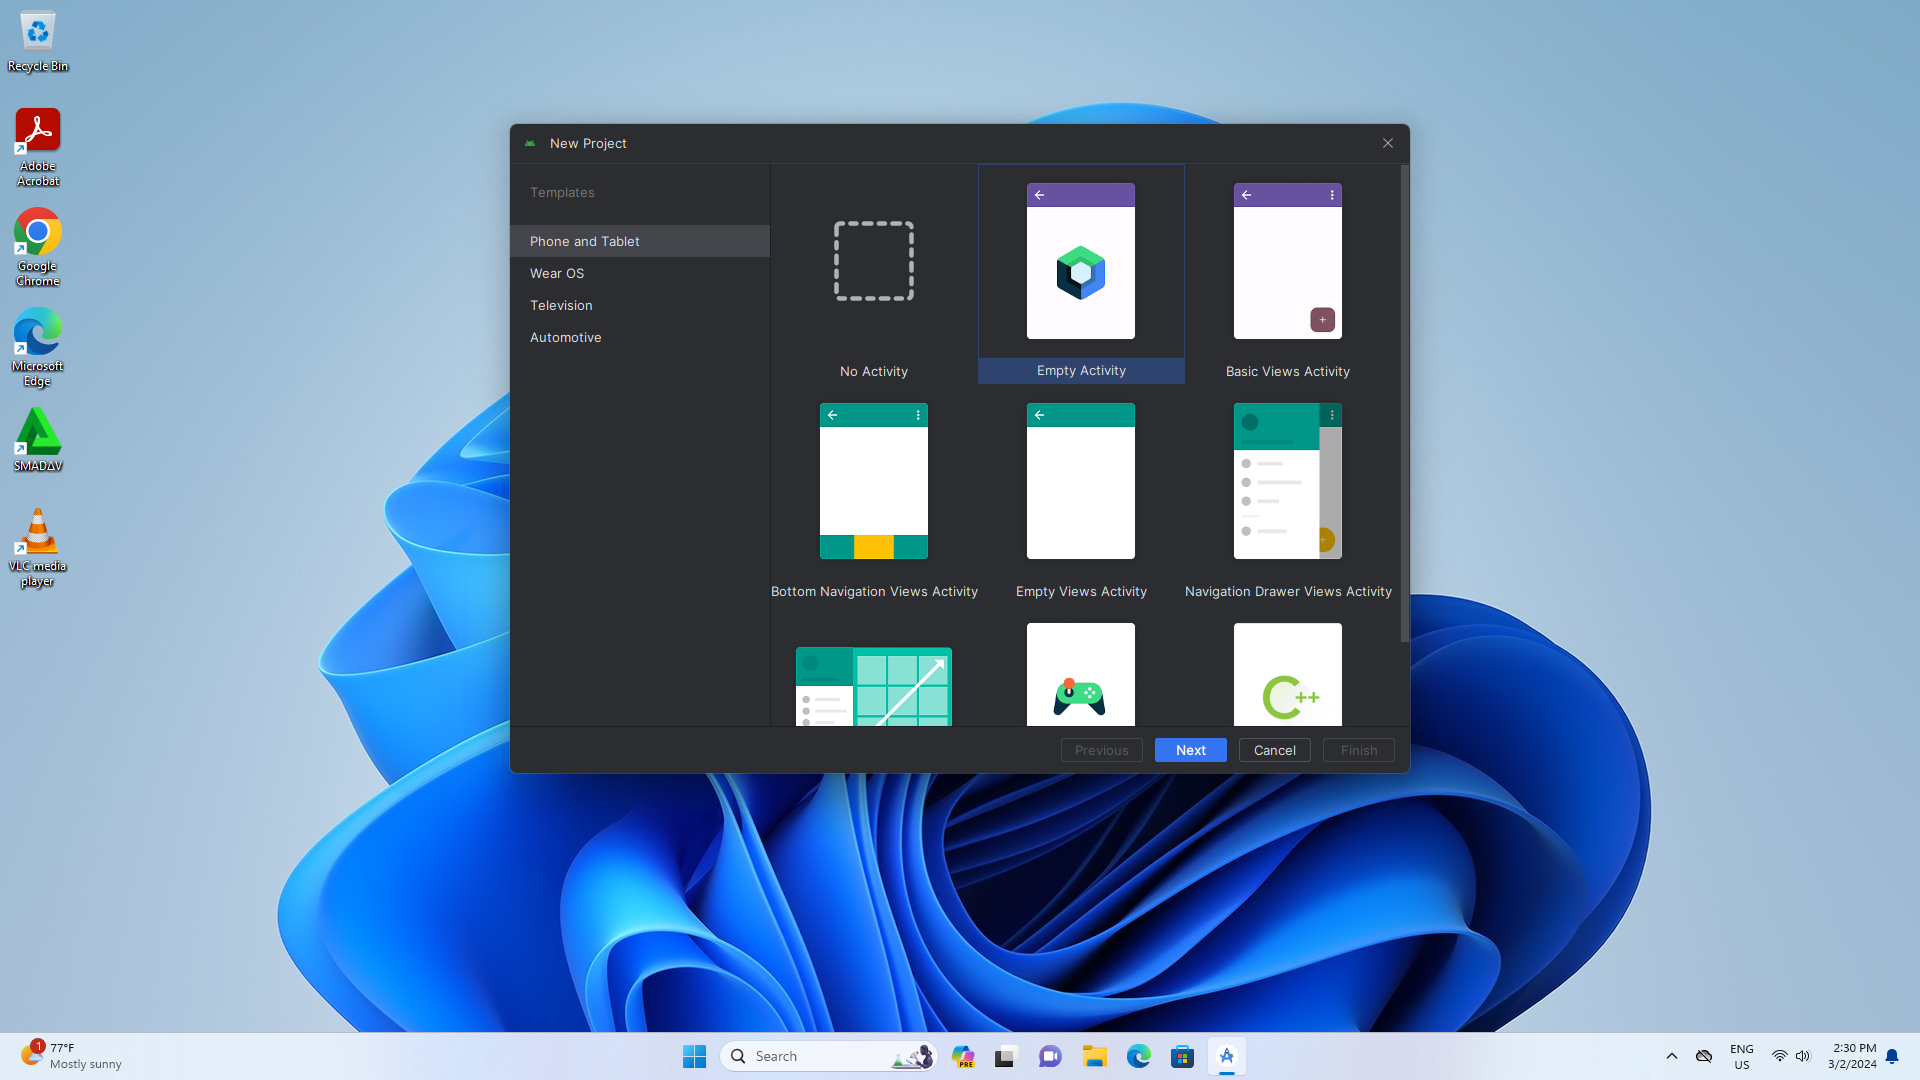 Recycle Bin
Adobe
Acrobat
Google
Chrome
Microsoft
Edge
SMADΔV
VLC media
player
New Project
Templates
Phone and Tablet
Wear OS
Television
Automotive
No Activity
Empty Activity
Basic Views Activity
Bottom Navigation Views Activity
Empty Views Activity
Navigation Drawer Views Activity
C++
Previous
Next
Cancel
Finish
1
77°F
Mostly sunny
Search
PRE
ENG
US
2:30 PM
3/2/2024